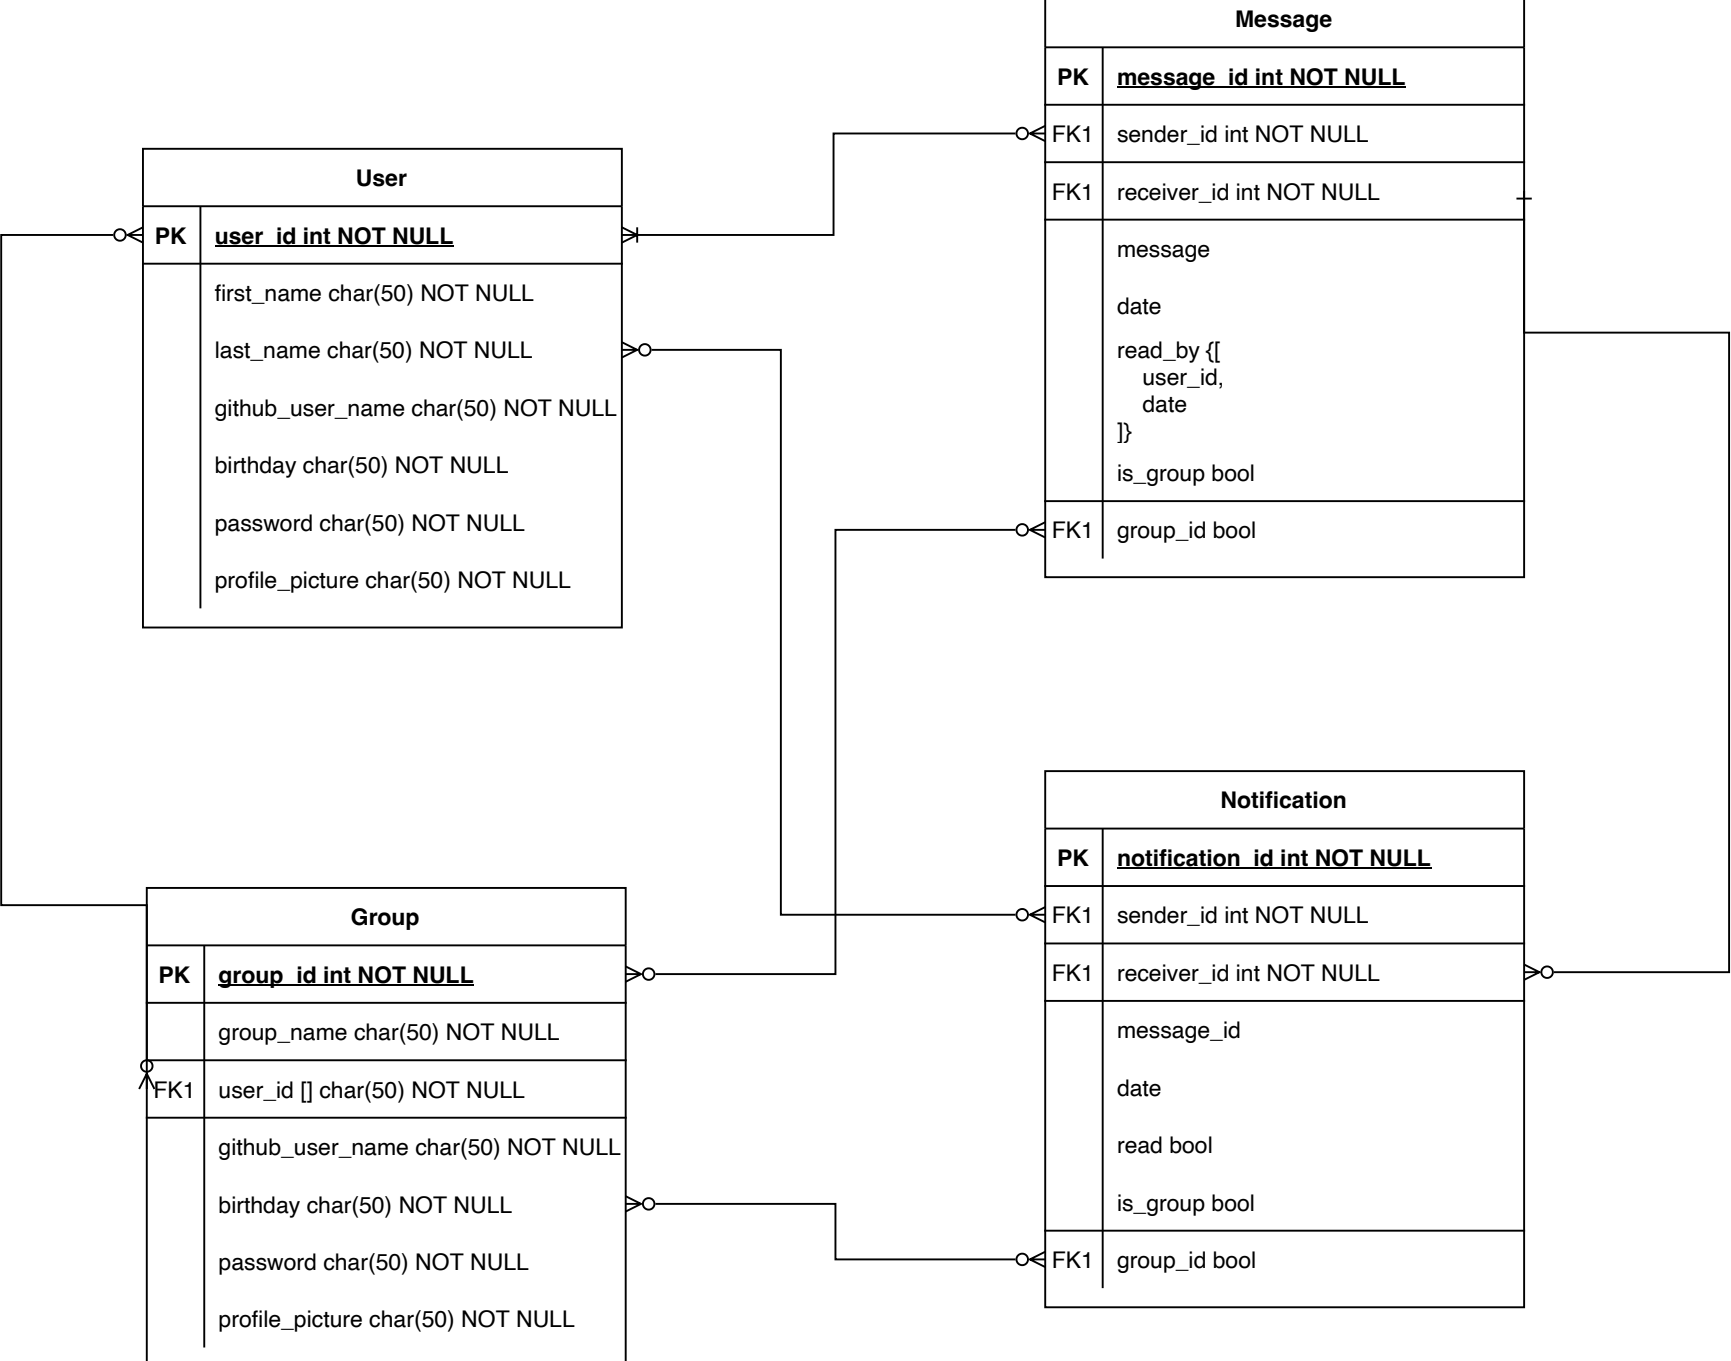 Message
PK message_id int NOT NULL
FK1 sender_id int NOT NULL
FK1 receiver_id int NOT NULL
message
date
read_by {[
user_id,
date
]}
is_group bool
FK1 group_id bool
User
PK user_id int NOT NULL
first_name char(50) NOT NULL
last_name char(50) NOT NULL
github_user_name char(50) NOT NULL
birthday char(50) NOT NULL
password char(50) NOT NULL
profile_picture char(50) NOT NULL
Notification
PK notification_id int NOT NULL
FK1 sender_id int NOT NULL
FK1 receiver_id int NOT NULL
message_id
date
read bool
is_group bool
FK1 group_id bool
Group
PK group_id int NOT NULL
group_name char(50) NOT NULL
FK1 user_id [] char(50) NOT NULL
github_user_name char(50) NOT NULL
birthday char(50) NOT NULL
password char(50) NOT NULL
profile_picture char(50) NOT NULL